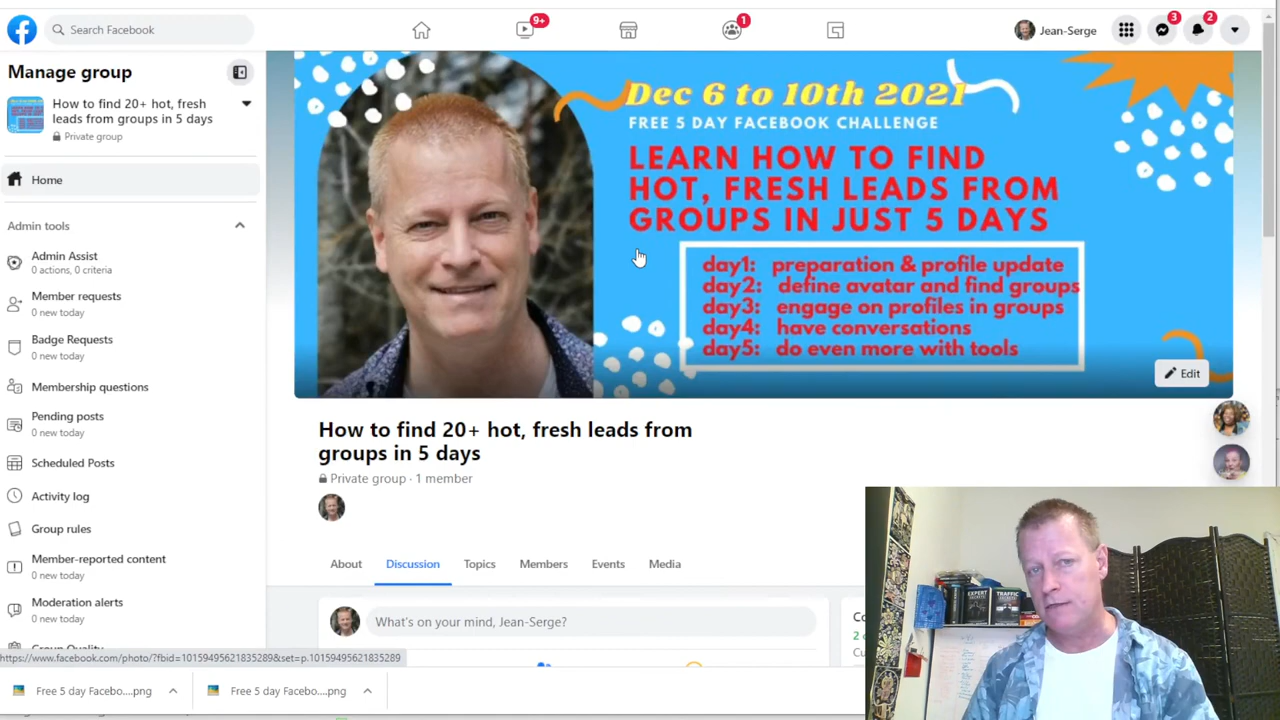 Search Facebook
9+
1
Jean-Serge
3
2
Manage group
How to find 20+ hot, fresh
leads from groups in 5 days
Private group
Home
Admin tools
Admin Assist
0 actions, 0 criteria
Member requests
0 new today
Badge Requests
0 new today
Membership questions
Pending posts
0 new today
Scheduled Posts
Activity log
Group rules
Member-reported content
0 new today
Moderation alerts
0 new today
Group Quality
https://www.facebook.com/photo/?fbid=10159495621835289&set=p.10159495621835289
Dec 6 to 10th 2021
FREE 5 DAY FACEBOOK CHALLENGE
LEARN HOW TO FIND
HOT, FRESH LEADS FROM
GROUPS IN JUST 5 DAYS
day1: preparation & profile update
day2: define avatar and find groups
day3: engage on profiles in groups
day4: have conversations
day5: do even more with tools
Edit
How to find 20+ hot, fresh leads from
groups in 5 days
Private group · 1 member
About Discussion Topics Members Events Media
What's on your mind, Jean-Serge?
EXPERT
SECRETS
TRAFFIC
SECRETS
Free 5 day Facebo....png
Free 5 day Facebo....png